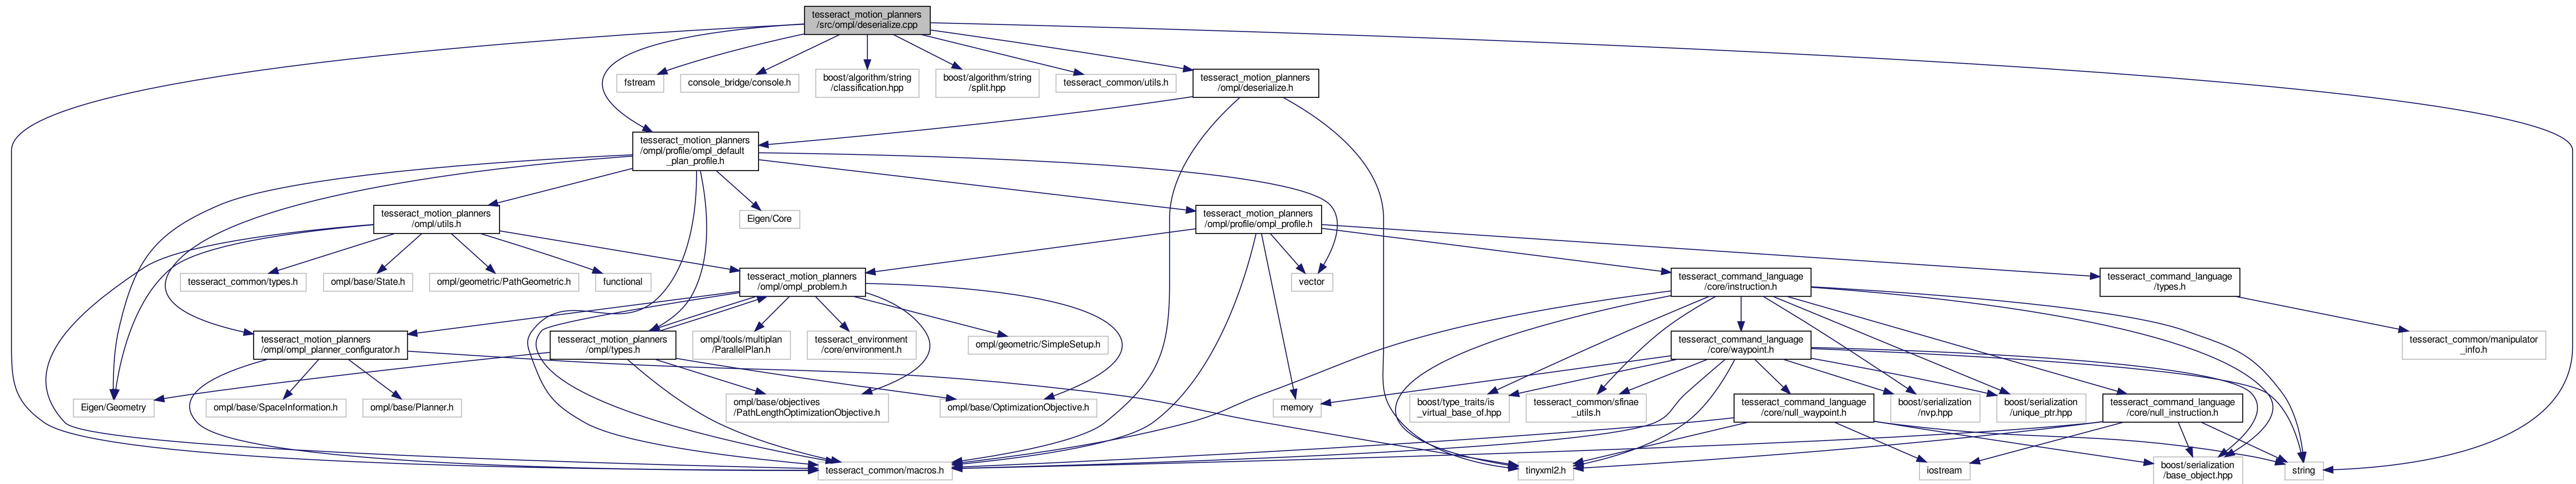 tesseract_motion_planners
/src/ompl/deserialize.cpp
fstream
console_bridge/console.h
boost/algorithm/string
/classification.hpp
boost/algorithm/string
/split.hpp
tesseract_common/utils.h
tesseract_motion_planners
/ompl/deserialize.h
tesseract_motion_planners
/ompl/profile/ompl_default
_plan_profile.h
tesseract_motion_planners
/ompl/utils.h
Eigen/Core
tesseract_motion_planners
/ompl/profile/ompl_profile.h
tesseract_common/types.h
ompl/base/State.h
ompl/geometric/PathGeometric.h
functional
tesseract_motion_planners
/ompl/ompl_problem.h
vector
tesseract_command_language
/core/instruction.h
tesseract_command_language
/types.h
tesseract_motion_planners
/ompl/ompl_planner_configurator.h
tesseract_motion_planners
/ompl/types.h
ompl/tools/multiplan
/ParallelPlan.h
tesseract_environment
/core/environment.h
ompl/geometric/SimpleSetup.h
tesseract_command_language
/core/waypoint.h
tesseract_common/manipulator
_info.h
Eigen/Geometry
ompl/base/SpaceInformation.h
ompl/base/Planner.h
ompl/base/objectives
/PathLengthOptimizationObjective.h
ompl/base/OptimizationObjective.h
memory
boost/type_traits/is
_virtual_base_of.hpp
tesseract_common/sfinae
_utils.h
tesseract_command_language
/core/null_waypoint.h
boost/serialization
/nvp.hpp
boost/serialization
/unique_ptr.hpp
tesseract_command_language
/core/null_instruction.h
tesseract_common/macros.h
tinyxml2.h
iostream
boost/serialization
/base_object.hpp
string